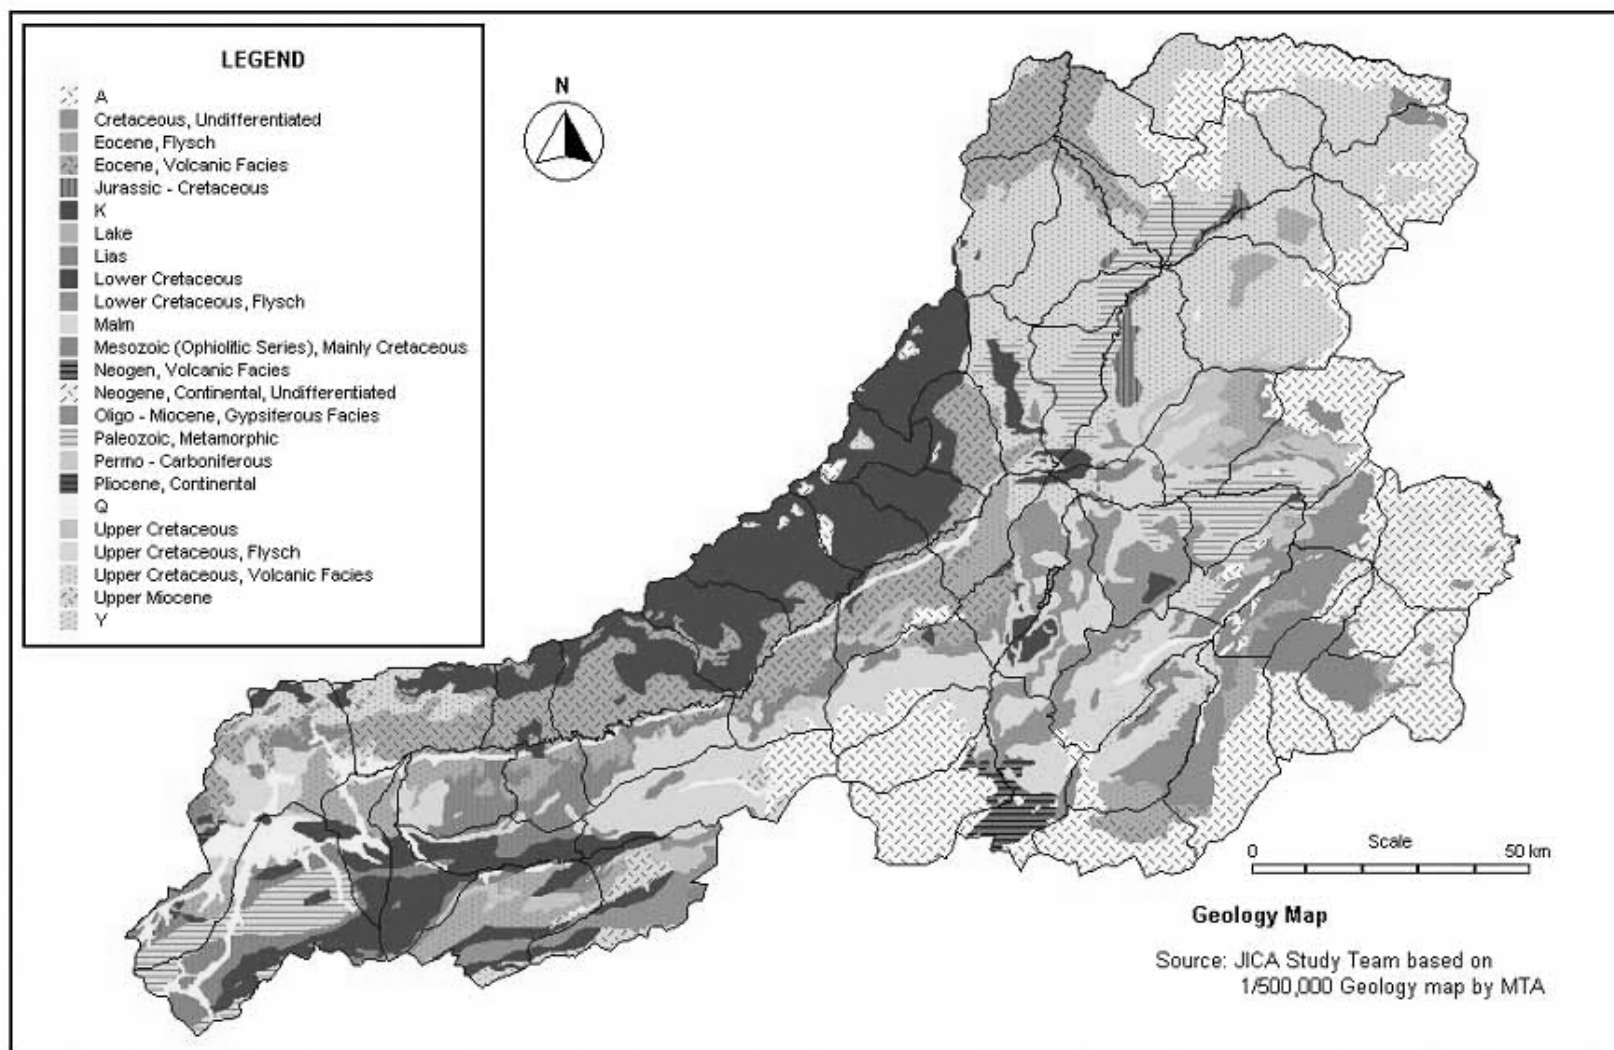 LEGEND
A
Cretaceous, Undifferentiated
Eocene, Flysch
Eocene, Volcanic Facies
Jurassic - Cretaceous
K
Lake
Lias
Lower Cretaceous
Lower Cretaceous, Flysch
Malm
Mesozoic (Ophiolitic Series), Mainly Cretaceous
Neogen, Volcanic Facies
Neogene, Continental, Undifferentiated
Oligo - Miocene, Gypsiferous Facies
Paleozoic, Metamorphic
Permo - Carboniferous
Pliocene, Continental
Q
Upper Cretaceous
Upper Cretaceous, Flysch
Upper Cretaceous, Volcanic Facies
Upper Miocene
Y
N
Scale
0 50 km
Geology Map
Source: JICA Study Team based on
1/500,000 Geology map by MTA